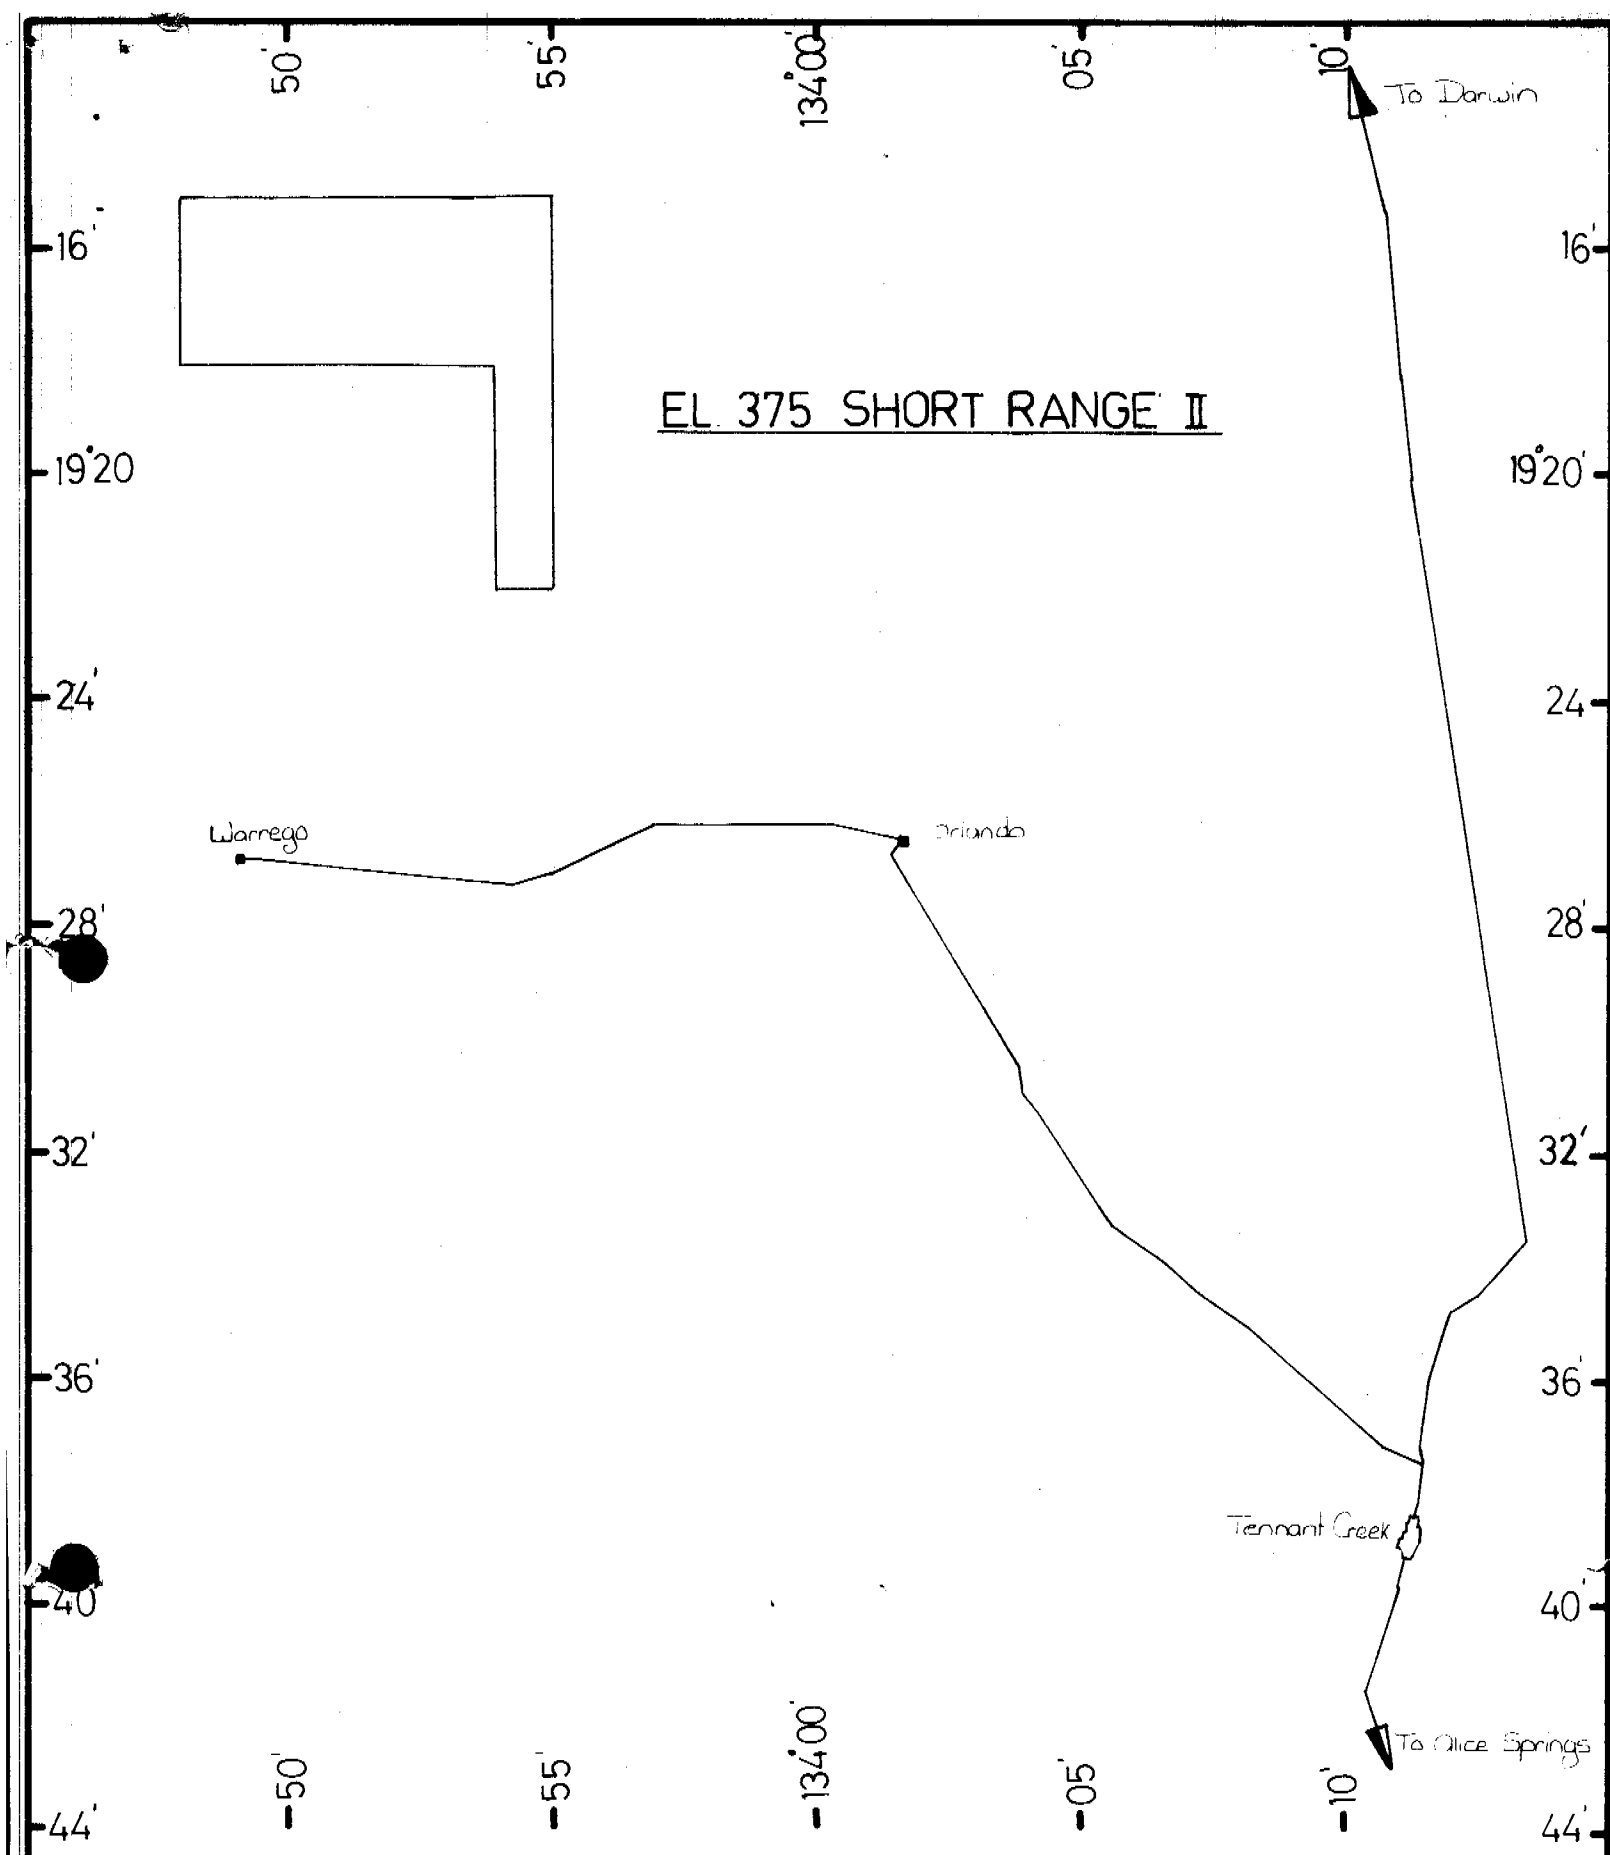 50' 55' 134°00' 05' 10'
To Darwin
16' 16'
EL 375 SHORT RANGE II
19°20 19°20'
24' 24
Warrego
28' 28'
32' 32'
36' 36'
Tennant Creek
40' 40'
To Alice Springs
50' 55' 134°00' 05' 10'
44' 44'